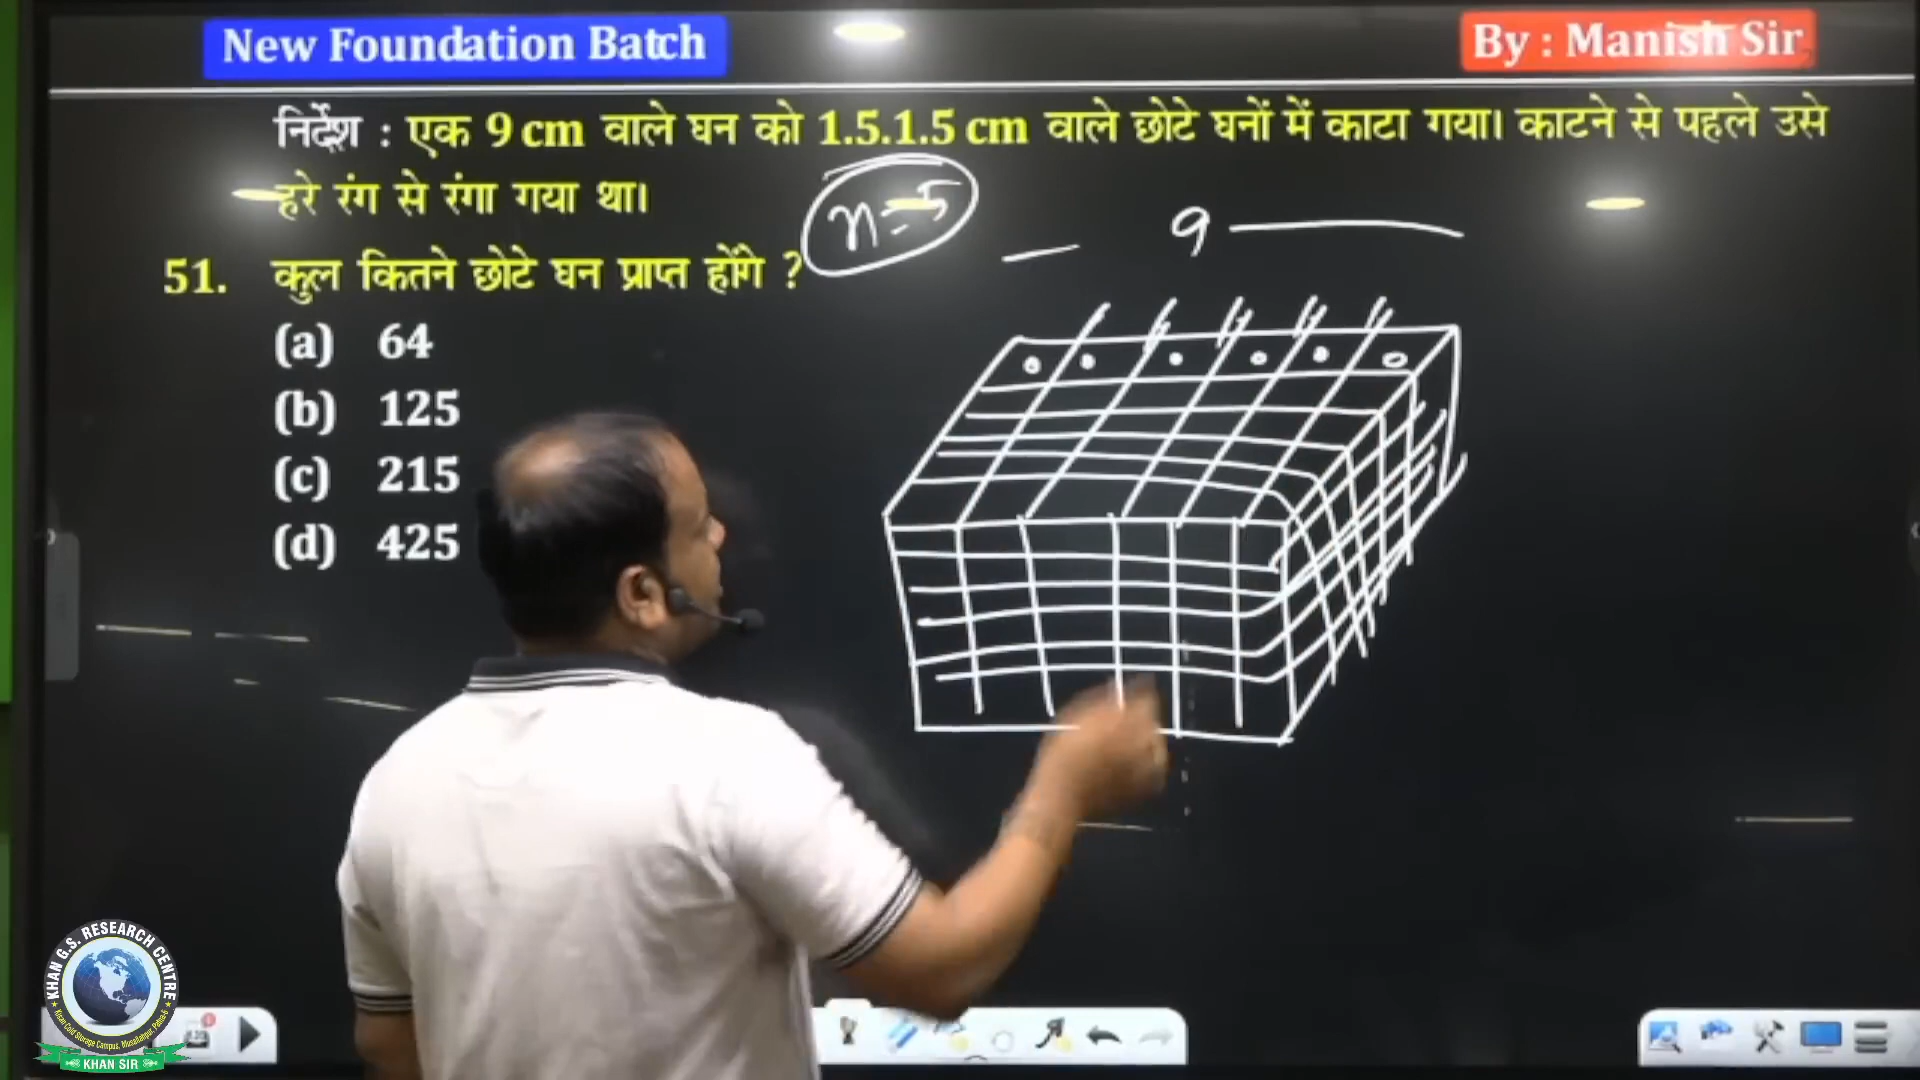 New Foundation Batch
By : Manish Sir
निर्देश : एक 9 cm वाले घन को 1.5.1.5 cm वाले छोटे घनों में काटा गया। काटने से पहले उसे
हरे रंग से रंगा गया था।
n=5
9
51. कुल कितने छोटे घन प्राप्त होंगे ?
(a) 64
(b) 125
(c) 215
(d) 425
KHAN G.S. RESEARCH CENTRE
KHAN SIR